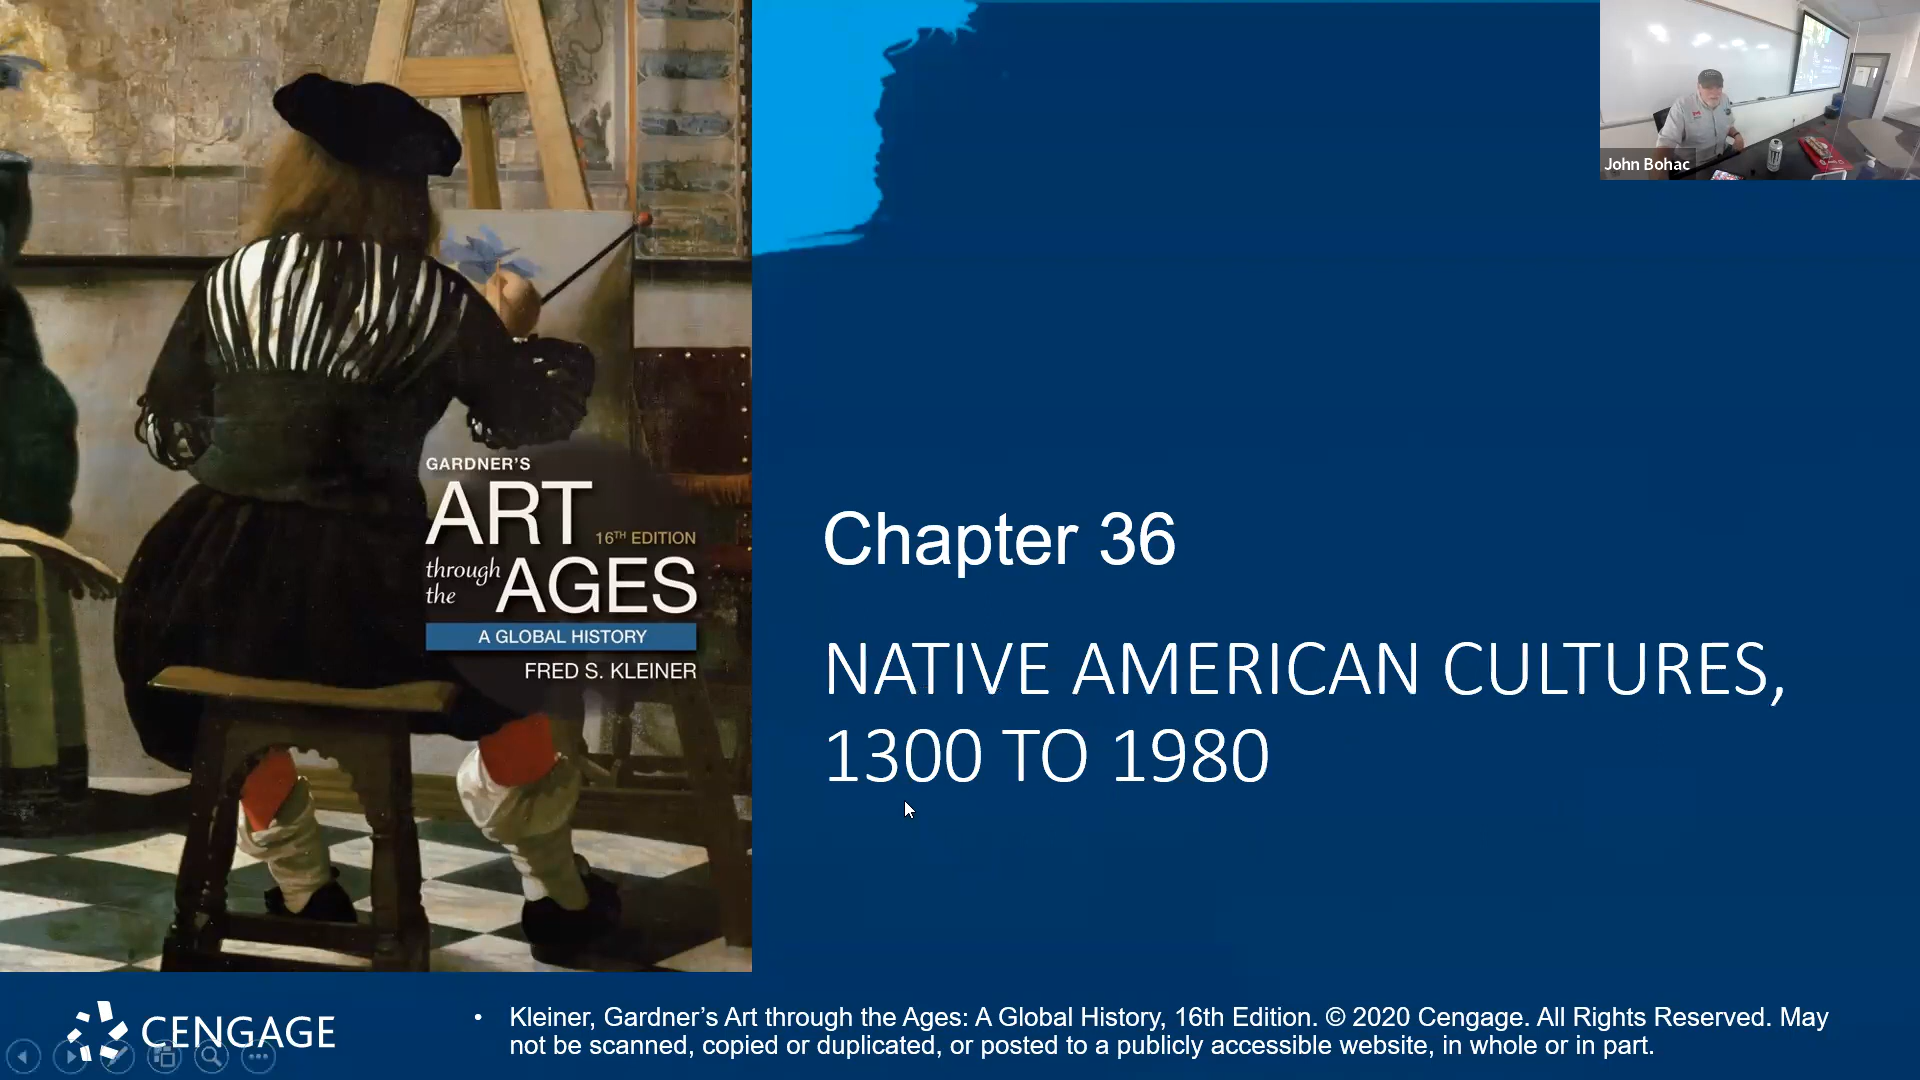 John Bohac
GARDNER'S
ART
16TH EDITION
through
the
AGES
A GLOBAL HISTORY
FRED S. KLEINER
Chapter 36
NATIVE AMERICAN CULTURES,
1300 TO 1980
CENGAGE
• Kleiner, Gardner’s Art through the Ages: A Global History, 16th Edition. © 2020 Cengage. All Rights Reserved. May
not be scanned, copied or duplicated, or posted to a publicly accessible website, in whole or in part.